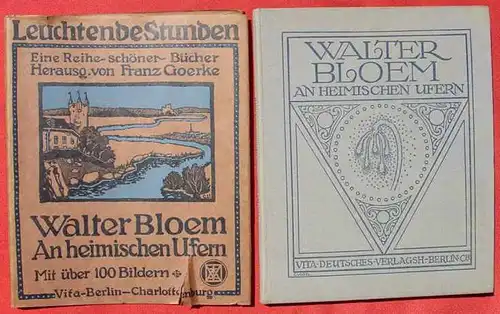 Leuchtende Stunden
Eine Reihe schöner Bücher
Herausg. von Franz Goerke
Walter Bloem
An heimischen Ufern
Mit über 100 Bildern
Vita-Berlin-Charlottenburg
WALTER
BLOEM
AN HEIMISCHEN UFERN
VITA·DEUTSCHES·VERLAGSH·BERLIN·CH·